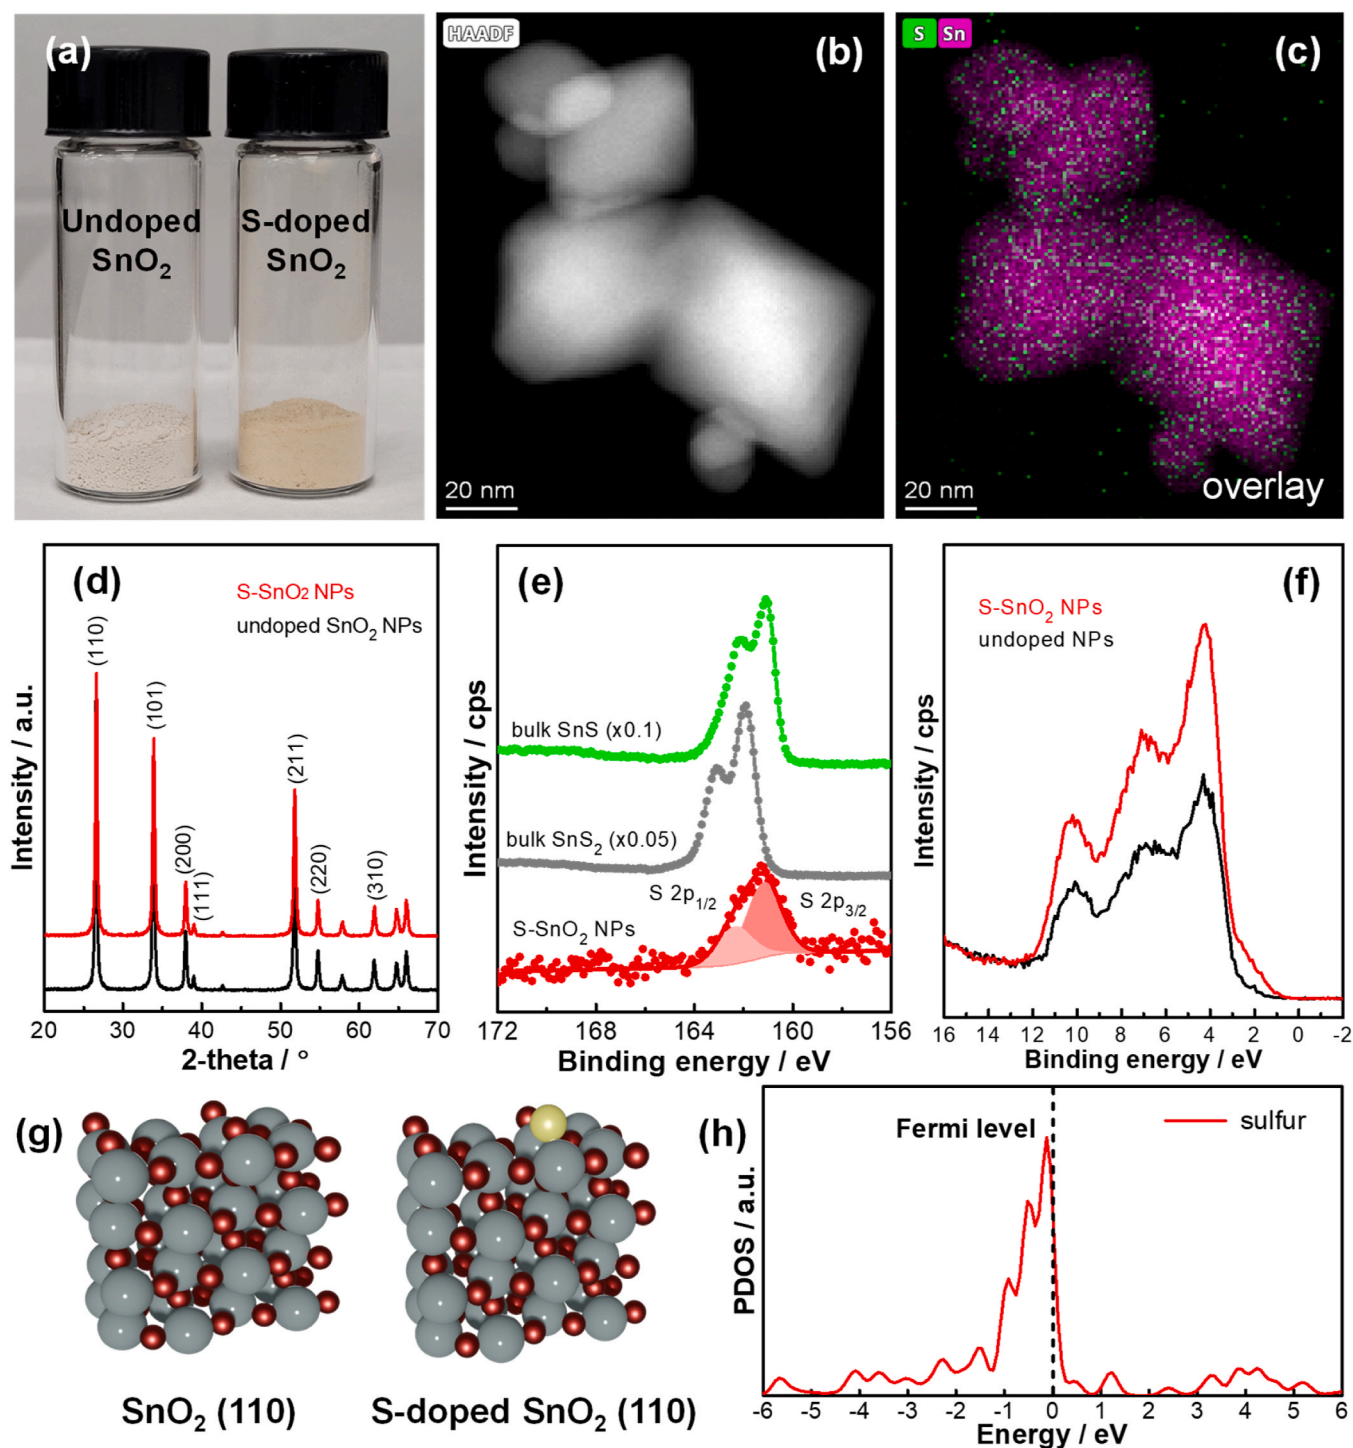 (a)
Undoped
SnO₂
S-doped
SnO₂
HAADF
(b)
20 nm
S Sn
(c)
20 nm
overlay
(d)
S-SnO₂ NPs
undoped SnO₂ NPs
(110)
(101)
(200)
(111)
(211)
(220)
(310)
Intensity / a.u.
20 30 40 50 60 70
2-theta / °
(e)
bulk SnS (x0.1)
bulk SnS₂ (x0.05)
S 2p₁/₂
S 2p₃/₂
S-SnO₂ NPs
Intensity / cps
172 168 164 160 156
Binding energy / eV
(f)
S-SnO₂ NPs
undoped NPs
Intensity / cps
16 14 12 10 8 6 4 2 0 -2
Binding energy / eV
(g)
SnO₂ (110)
S-doped SnO₂ (110)
(h)
Fermi level
sulfur
PDOS / a.u.
-6 -5 -4 -3 -2 -1 0 1 2 3 4 5 6
Energy / eV